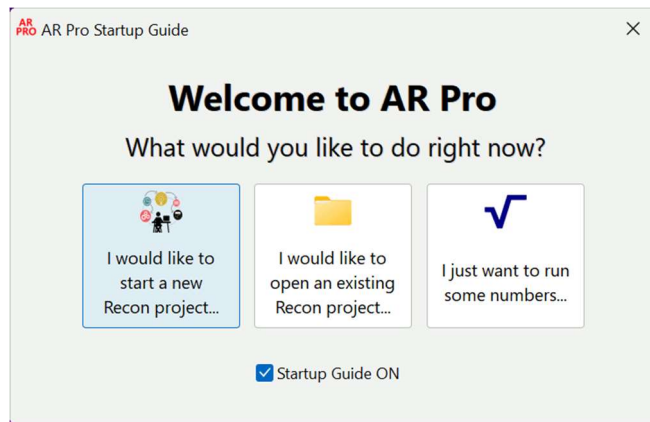 AR
PRO
AR Pro Startup Guide
Welcome to AR Pro
What would you like to do right now?
I would like to
start a new
Recon project...
I would like to
open an existing
Recon project...
I just want to run
some numbers...
Startup Guide ON